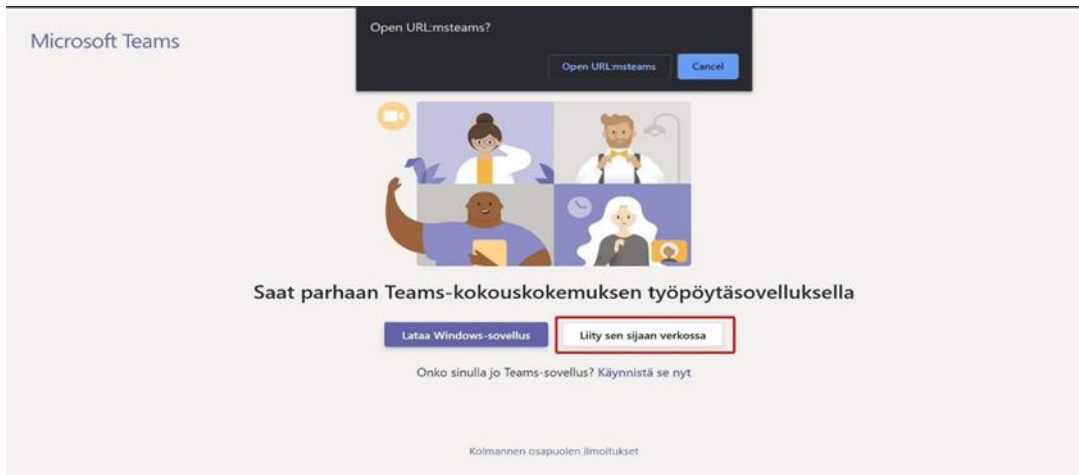 Open URL:msteams?
Microsoft Teams
Open URL:msteams Cancel
Saat parhaan Teams-kokouskokemuksen työpöytäsovelluksella
Lataa Windows-sovellus Liity sen sijaan verkossa
Onko sinulla jo Teams-sovellus? Käynnistä se nyt
Kolmannen osapuolen ilmoitukset